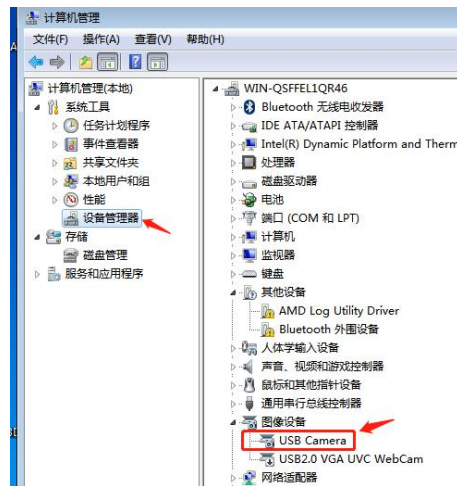 计算机管理
文件(F) 操作(A) 查看(V) 帮助(H)
计算机管理(本地)
系统工具
任务计划程序
事件查看器
共享文件夹
本地用户和组
性能
设备管理器
存储
磁盘管理
服务和应用程序
WIN-QSFFEL1QR46
Bluetooth 无线电收发器
IDE ATA/ATAPI 控制器
Intel(R) Dynamic Platform and Therm
处理器
磁盘驱动器
电池
端口 (COM 和 LPT)
计算机
监视器
键盘
其他设备
AMD Log Utility Driver
Bluetooth 外围设备
人体学输入设备
声音、视频和游戏控制器
鼠标和其他指针设备
通用串行总线控制器
图像设备
USB Camera
USB2.0 VGA UVC WebCam
网络适配器